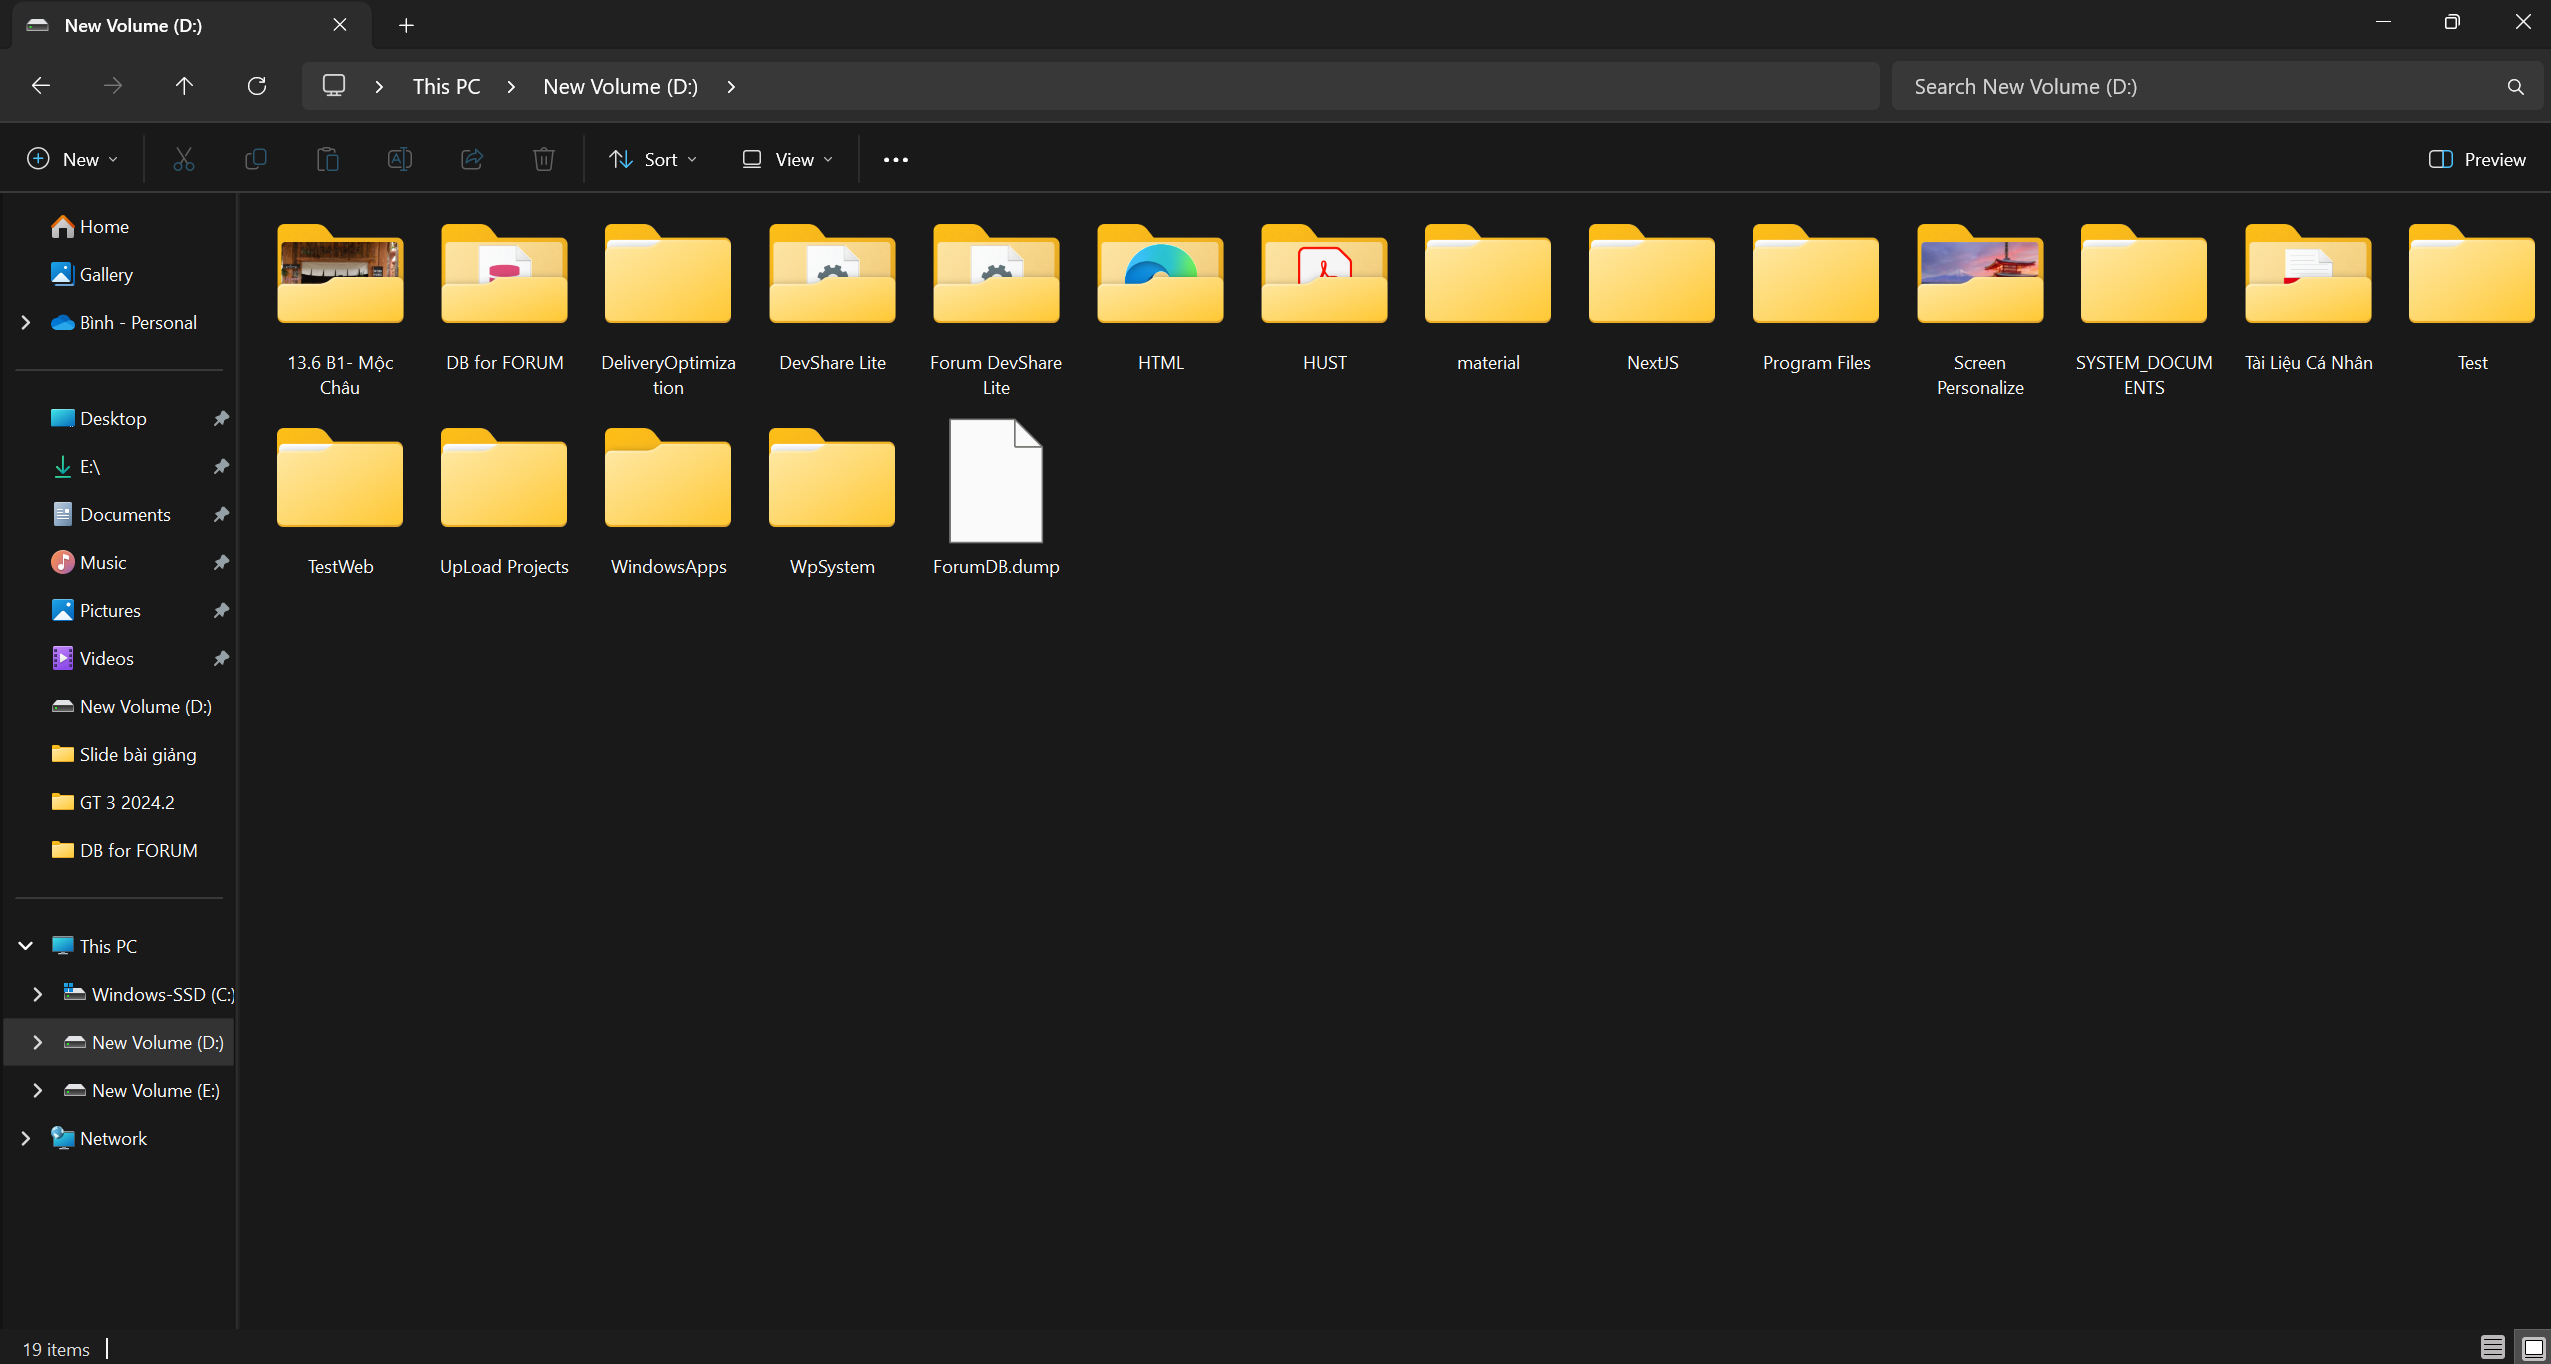 New Volume (D:)
This PC
New Volume (D:)
Search New Volume (D:)
New
Sort
View
Preview
Home
Gallery
Bình - Personal
Desktop
E:\
Documents
Music
Pictures
Videos
New Volume (D:)
Slide bài giảng
GT 3 2024.2
DB for FORUM
This PC
Windows-SSD (C:)
New Volume (D:)
New Volume (E:)
Network
13.6 B1- Mộc
Châu
DB for FORUM
DeliveryOptimiza
tion
DevShare Lite
Forum DevShare
Lite
HTML
HUST
material
NextJS
Program Files
Screen
Personalize
SYSTEM_DOCUM
ENTS
Tài Liệu Cá Nhân
Test
TestWeb
UpLoad Projects
WindowsApps
WpSystem
ForumDB.dump
19 items